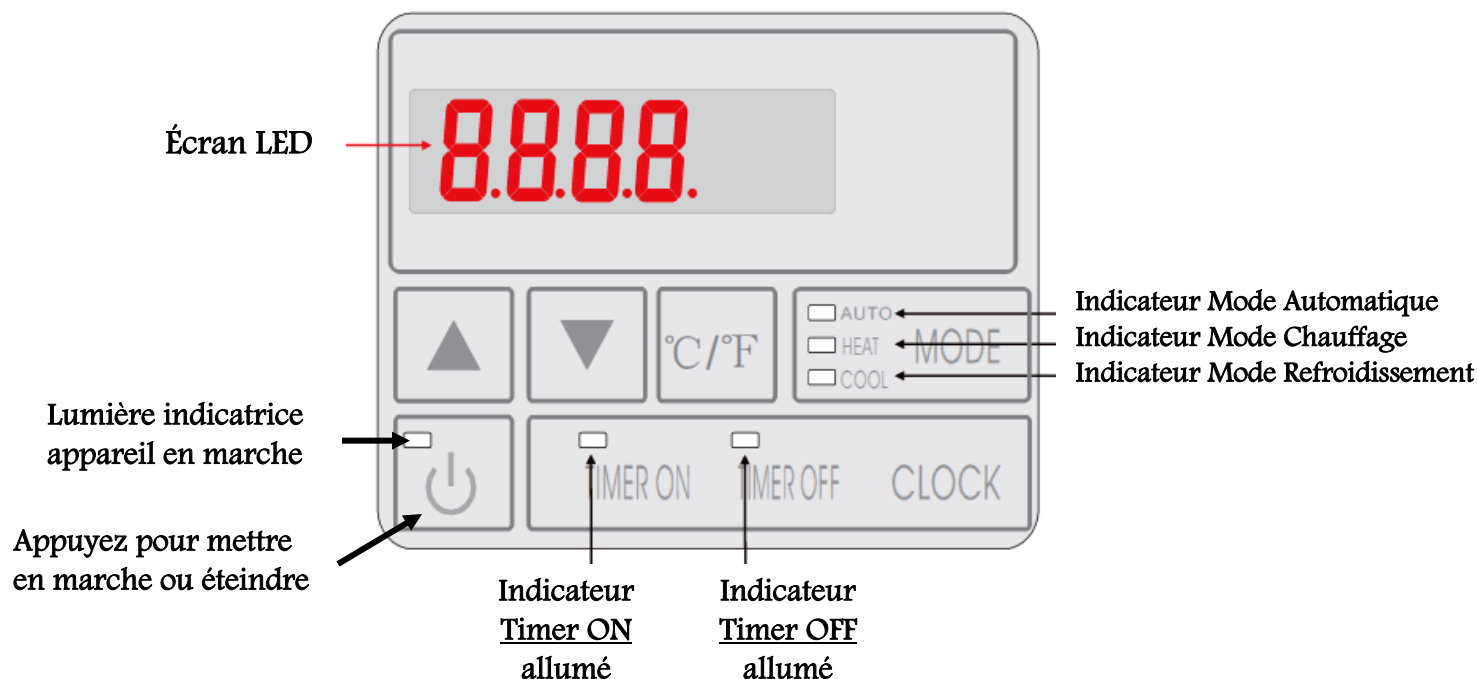 8.8.8.8.
Écran LED
°C/°F
AUTO
HEAT
COOL
MODE
Indicateur Mode Automatique
Indicateur Mode Chauffage
Indicateur Mode Refroidissement
Lumière indicatrice
appareil en marche
TIMER ON
TIMER OFF
CLOCK
Appuyez pour mettre
en marche ou éteindre
Indicateur
Timer ON
allumé
Indicateur
Timer OFF
allumé